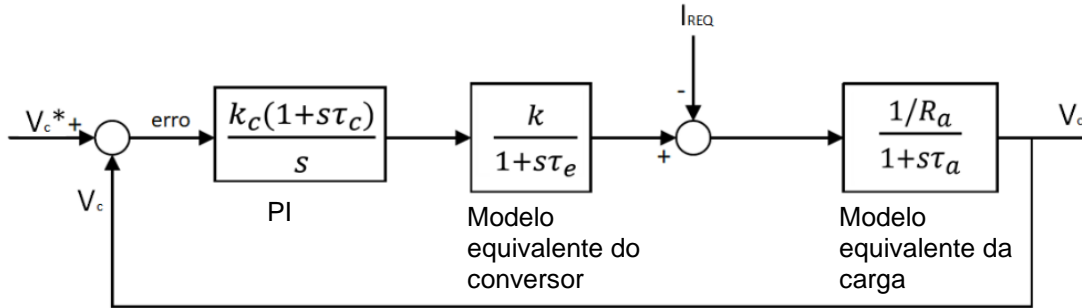 I_REQ
-
V_c*+
erro
k_c(1+sτ_c)
s
k
1+sτ_e
+
1/R_a
1+sτ_a
V_c
V_c
PI
Modelo
equivalente do
conversor
Modelo
equivalente da
carga